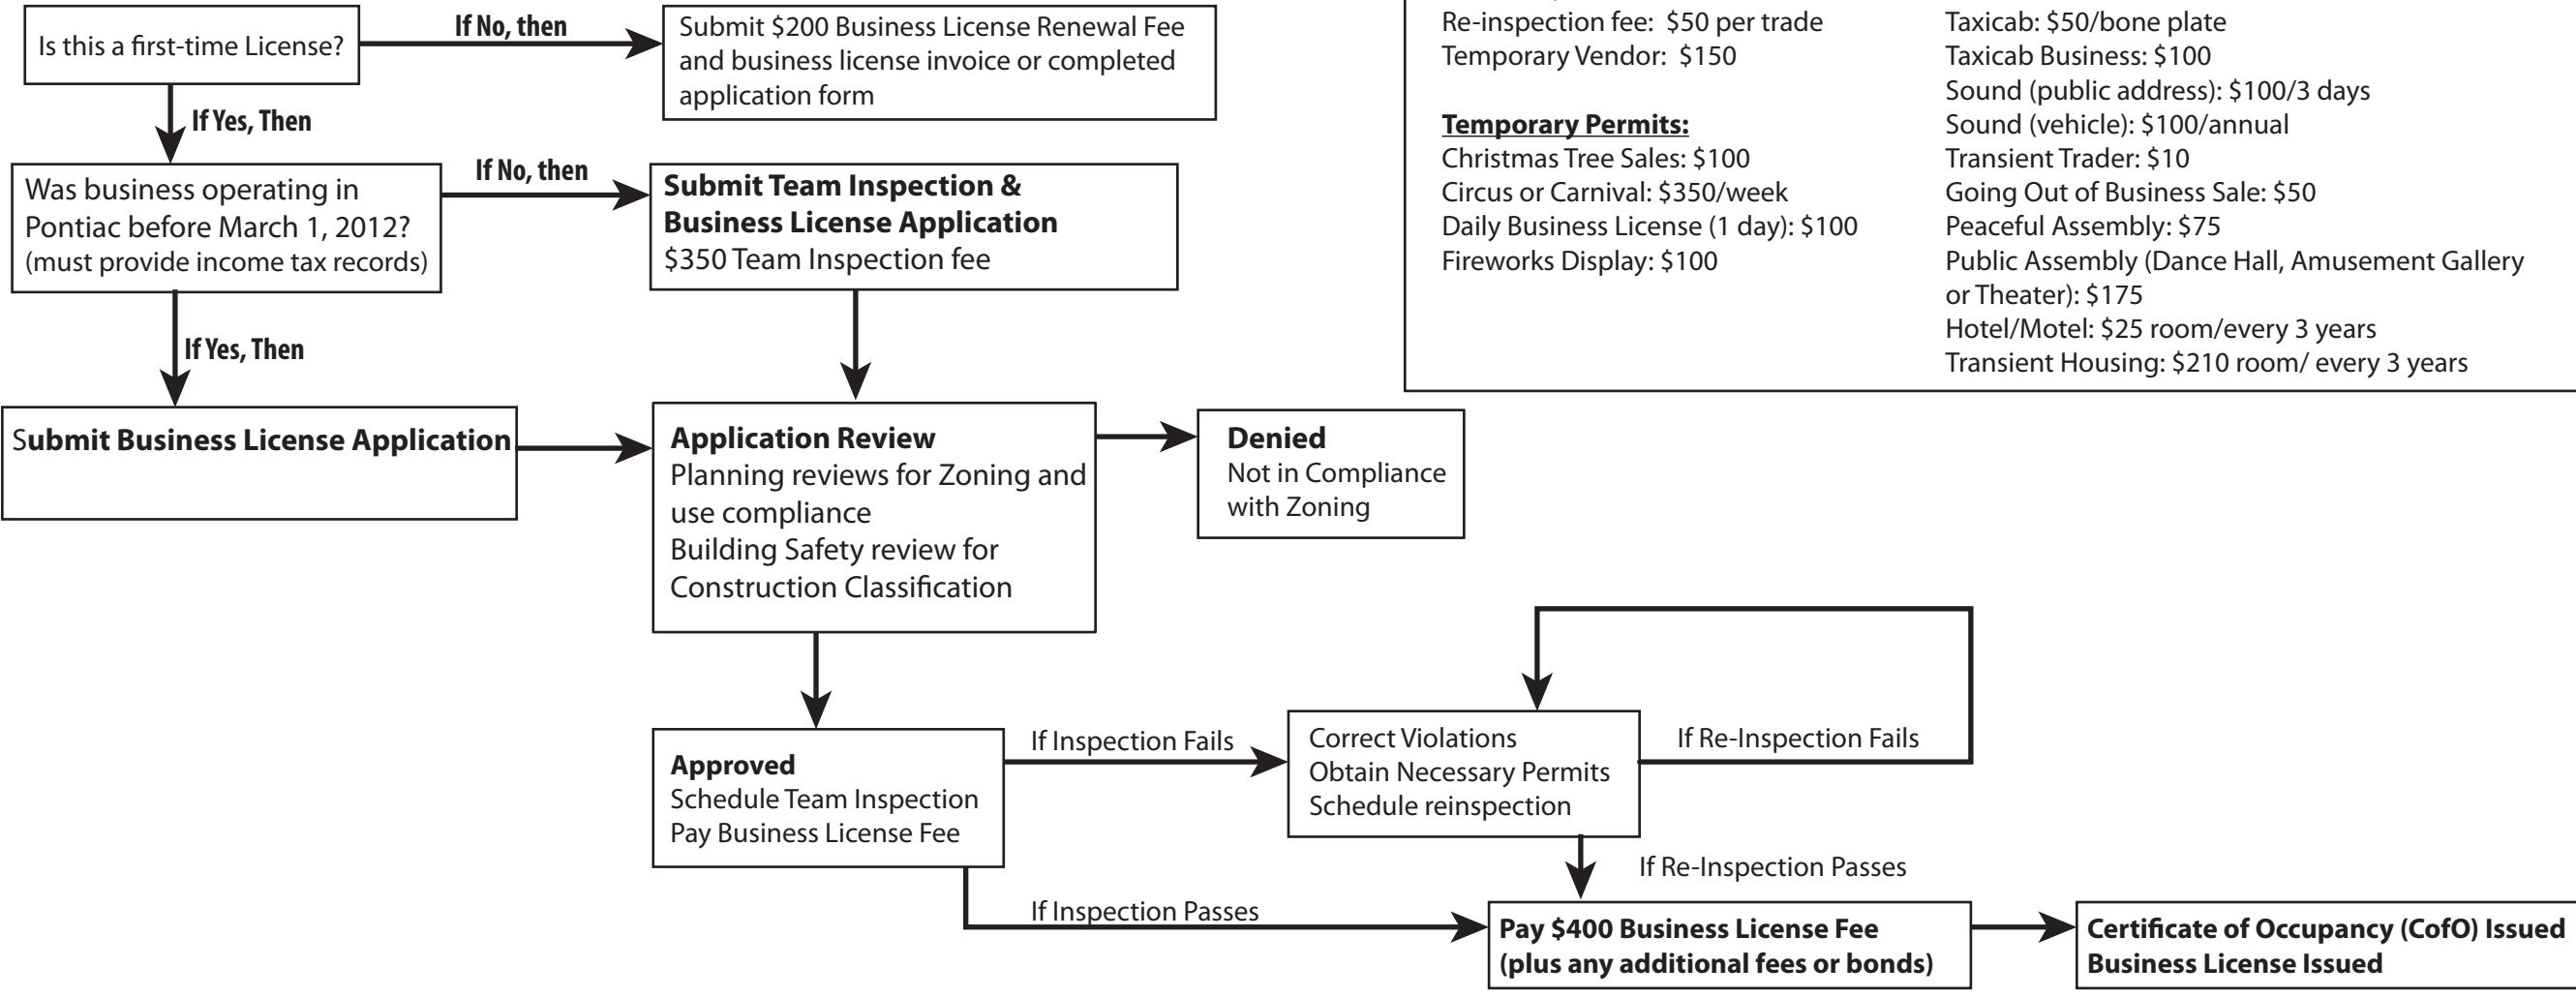 Is this a first-time License?
If No, then
Submit $200 Business License Renewal Fee
and business license invoice or completed
application form
If Yes, Then
Was business operating in
Pontiac before March 1, 2012?
(must provide income tax records)
If No, then
Submit Team Inspection &
Business License Application
$350 Team Inspection fee
If Yes, Then
Submit Business License Application
Application Review
Planning reviews for Zoning and
use compliance
Building Safety review for
Construction Classification
Denied
Not in Compliance
with Zoning
Approved
Schedule Team Inspection
Pay Business License Fee
If Inspection Fails
Correct Violations
Obtain Necessary Permits
Schedule reinspection
If Re-Inspection Fails
If Re-Inspection Passes
If Inspection Passes
Pay $400 Business License Fee
(plus any additional fees or bonds)
Certificate of Occupancy (CofO) Issued
Business License Issued
Re-inspection fee: $50 per trade
Temporary Vendor: $150
Temporary Permits:
Christmas Tree Sales: $100
Circus or Carnival: $350/week
Daily Business License (1 day): $100
Fireworks Display: $100
Taxicab: $50/bone plate
Taxicab Business: $100
Sound (public address): $100/3 days
Sound (vehicle): $100/annual
Transient Trader: $10
Going Out of Business Sale: $50
Peaceful Assembly: $75
Public Assembly (Dance Hall, Amusement Gallery
or Theater): $175
Hotel/Motel: $25 room/every 3 years
Transient Housing: $210 room/ every 3 years